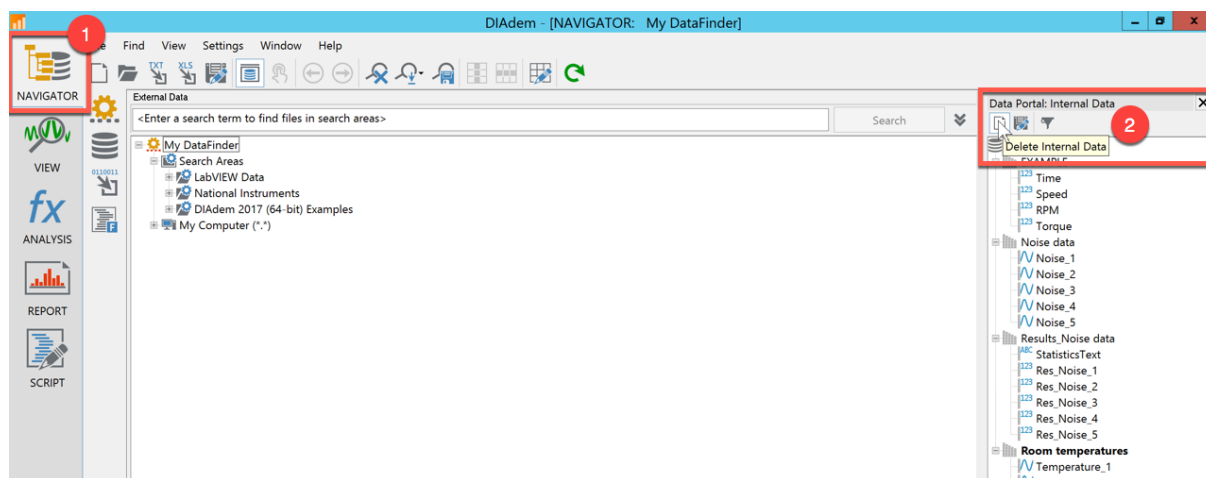 DIAdem - [NAVIGATOR: My DataFinder]
1
Find View Settings Window Help
TXT XLS
NAVIGATOR
VIEW
fx
ANALYSIS
REPORT
SCRIPT
0110011
F
External Data
<Enter a search term to find files in search areas>
Search
My DataFinder
Search Areas
LabVIEW Data
National Instruments
DIAdem 2017 (64-bit) Examples
My Computer (*.*)
Data Portal: Internal Data X
2
Delete Internal Data
EXAMPLE
123 Time
123 Speed
123 RPM
123 Torque
Noise data
Noise_1
Noise_2
Noise_3
Noise_4
Noise_5
Results_Noise data
ABC StatisticsText
123 Res_Noise_1
123 Res_Noise_2
123 Res_Noise_3
123 Res_Noise_4
123 Res_Noise_5
Room temperatures
Temperature_1